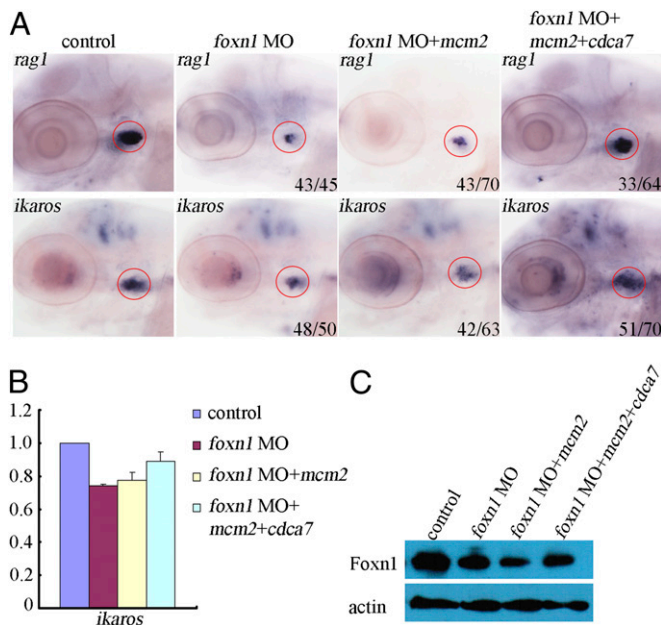 A
control
foxn1 MO
foxn1 MO+mcm2
foxn1 MO+
mcm2+cdca7
rag1
rag1
rag1
rag1
43/45
43/70
33/64
ikaros
ikaros
ikaros
ikaros
48/50
42/63
51/70
B
1.2
1.0
0.8
0.6
0.4
0.2
0
ikaros
control
foxn1 MO
foxn1 MO+mcm2
foxn1 MO+
mcm2+cdca7
C
control
foxn1 MO
foxn1 MO+mcm2
foxn1 MO+mcm2+cdca7
Foxn1
actin